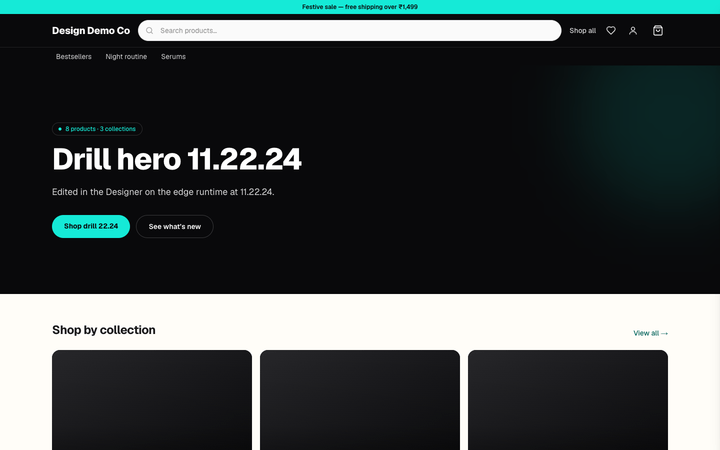 Festive sale — free shipping over ₹1,499
Design Demo Co
Search products...
Shop all
Bestsellers
Night routine
Serums
8 products · 3 collections
Drill hero 11.22.24
Edited in the Designer on the edge runtime at 11.22.24.
Shop drill 22.24
See what's new
Shop by collection
View all →